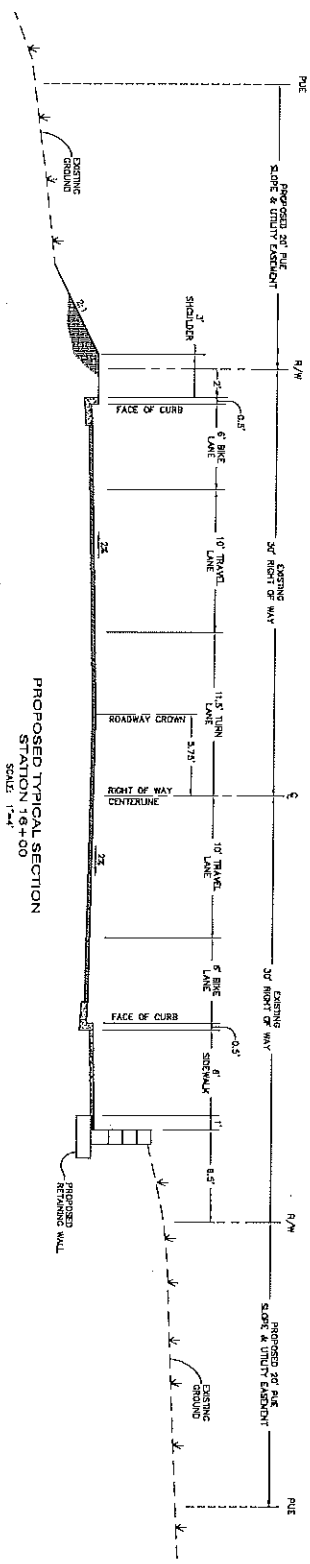 PUE
PROPOSED 20' PUE
SLOPE & UTILITY EASEMENT
R/W
EXISTING
30' RIGHT OF WAY
℄
EXISTING
30' RIGHT OF WAY
R/W
PROPOSED 20' PUE
SLOPE & UTILITY EASEMENT
PUE
3'
SHOULDER
2'
0.5'
6' BIKE
LANE
10' TRAVEL
LANE
11.5' TURN
LANE
5.75'
10' TRAVEL
LANE
6' BIKE
LANE
0.5'
6'
SIDEWALK
1'
6.5'
FACE OF CURB
ROADWAY CROWN
RIGHT OF WAY
CENTERLINE
FACE OF CURB
EXISTING
GROUND
2:1
2%
2%
PROPOSED
RETAINING WALL
EXISTING
GROUND
PROPOSED TYPICAL SECTION
STATION 16+00
SCALE: 1"=4'